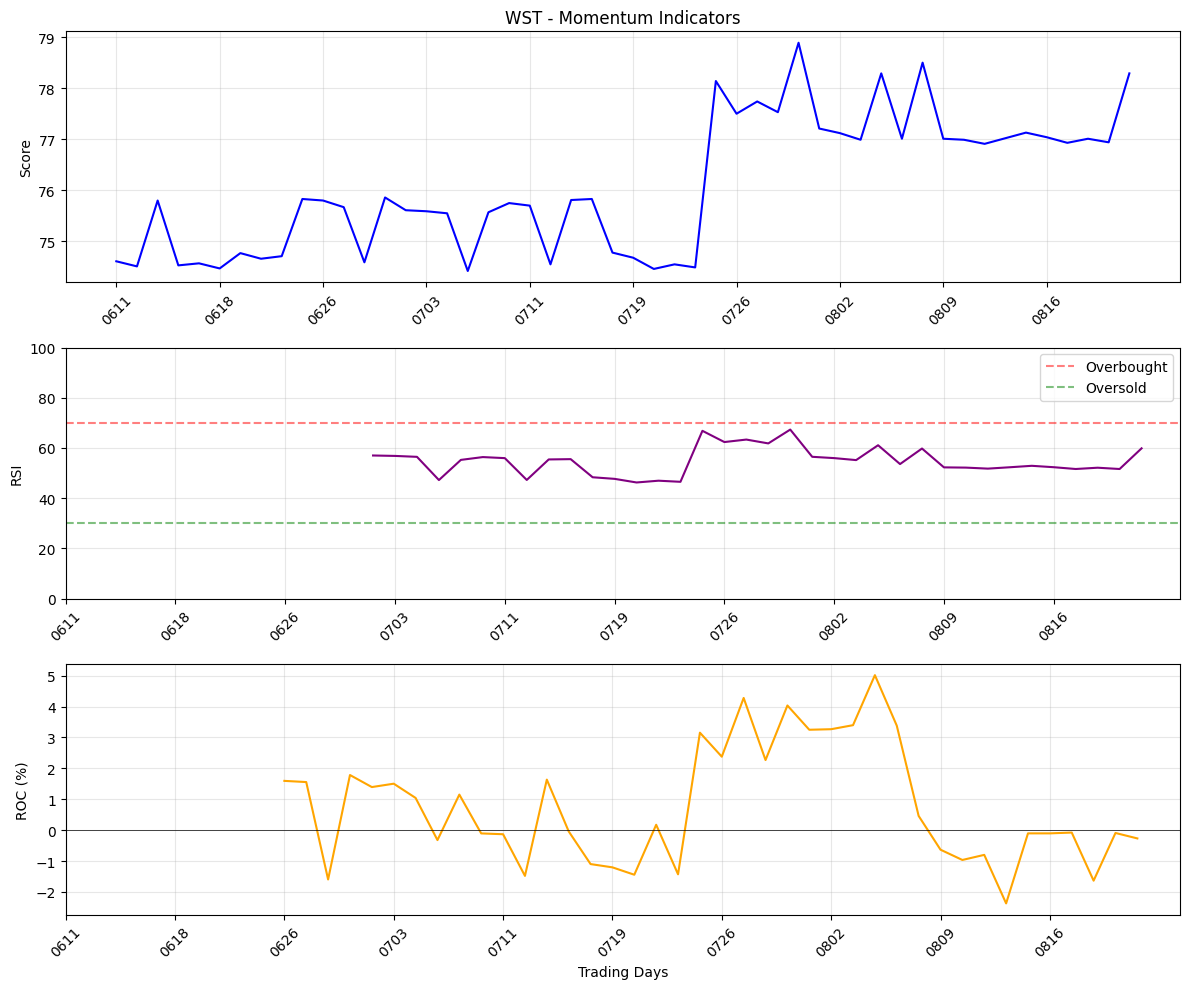 WST - Momentum Indicators
79
78
77
76
75
Score
0611 0618 0626 0703 0711 0719 0726 0802 0809 0816
100
80
60
40
20
0
RSI
Overbought
Oversold
0611 0618 0626 0703 0711 0719 0726 0802 0809 0816
5
4
3
2
1
0
−1
−2
ROC (%)
0611 0618 0626 0703 0711 0719 0726 0802 0809 0816
Trading Days